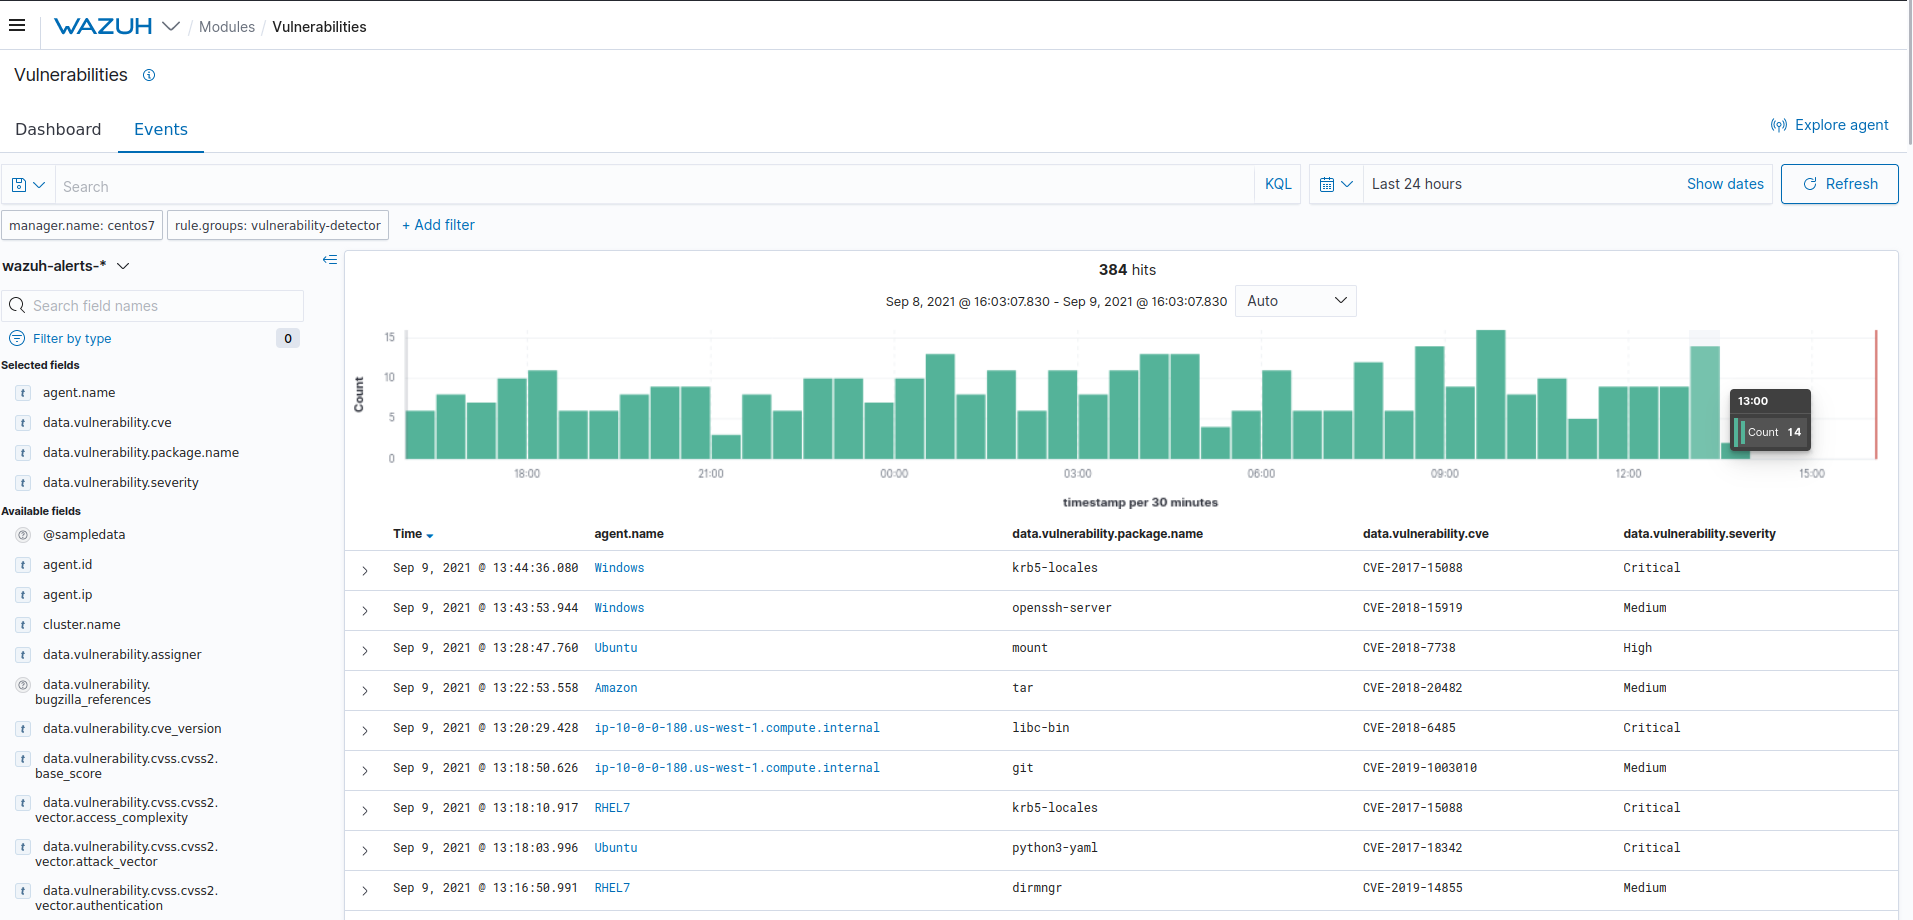 WAZUH / Modules / Vulnerabilities
Vulnerabilities
Dashboard Events
Explore agent
Search KQL Last 24 hours Show dates Refresh
manager.name: centos7 rule.groups: vulnerability-detector + Add filter
wazuh-alerts-*
Search field names
Filter by type 0
Selected fields
t agent.name
t data.vulnerability.cve
t data.vulnerability.package.name
t data.vulnerability.severity
Available fields
@sampledata
t agent.id
t agent.ip
t cluster.name
t data.vulnerability.assigner
data.vulnerability.
bugzilla_references
t data.vulnerability.cve_version
t data.vulnerability.cvss.cvss2.
base_score
t data.vulnerability.cvss.cvss2.
vector.access_complexity
t data.vulnerability.cvss.cvss2.
vector.attack_vector
t data.vulnerability.cvss.cvss2.
vector.authentication
384 hits
Sep 8, 2021 @ 16:03:07.830 - Sep 9, 2021 @ 16:03:07.830 Auto
Count
15
10
5
0
13:00
Count 14
18:00 21:00 00:00 03:00 06:00 09:00 12:00 15:00
timestamp per 30 minutes
Time agent.name data.vulnerability.package.name data.vulnerability.cve data.vulnerability.severity
Sep 9, 2021 @ 13:44:36.080 Windows krb5-locales CVE-2017-15088 Critical
Sep 9, 2021 @ 13:43:53.944 Windows openssh-server CVE-2018-15919 Medium
Sep 9, 2021 @ 13:28:47.760 Ubuntu mount CVE-2018-7738 High
Sep 9, 2021 @ 13:22:53.558 Amazon tar CVE-2018-20482 Medium
Sep 9, 2021 @ 13:20:29.428 ip-10-0-0-180.us-west-1.compute.internal libc-bin CVE-2018-6485 Critical
Sep 9, 2021 @ 13:18:50.626 ip-10-0-0-180.us-west-1.compute.internal git CVE-2019-1003010 Medium
Sep 9, 2021 @ 13:18:10.917 RHEL7 krb5-locales CVE-2017-15088 Critical
Sep 9, 2021 @ 13:18:03.996 Ubuntu python3-yaml CVE-2017-18342 Critical
Sep 9, 2021 @ 13:16:50.991 RHEL7 dirmngr CVE-2019-14855 Medium